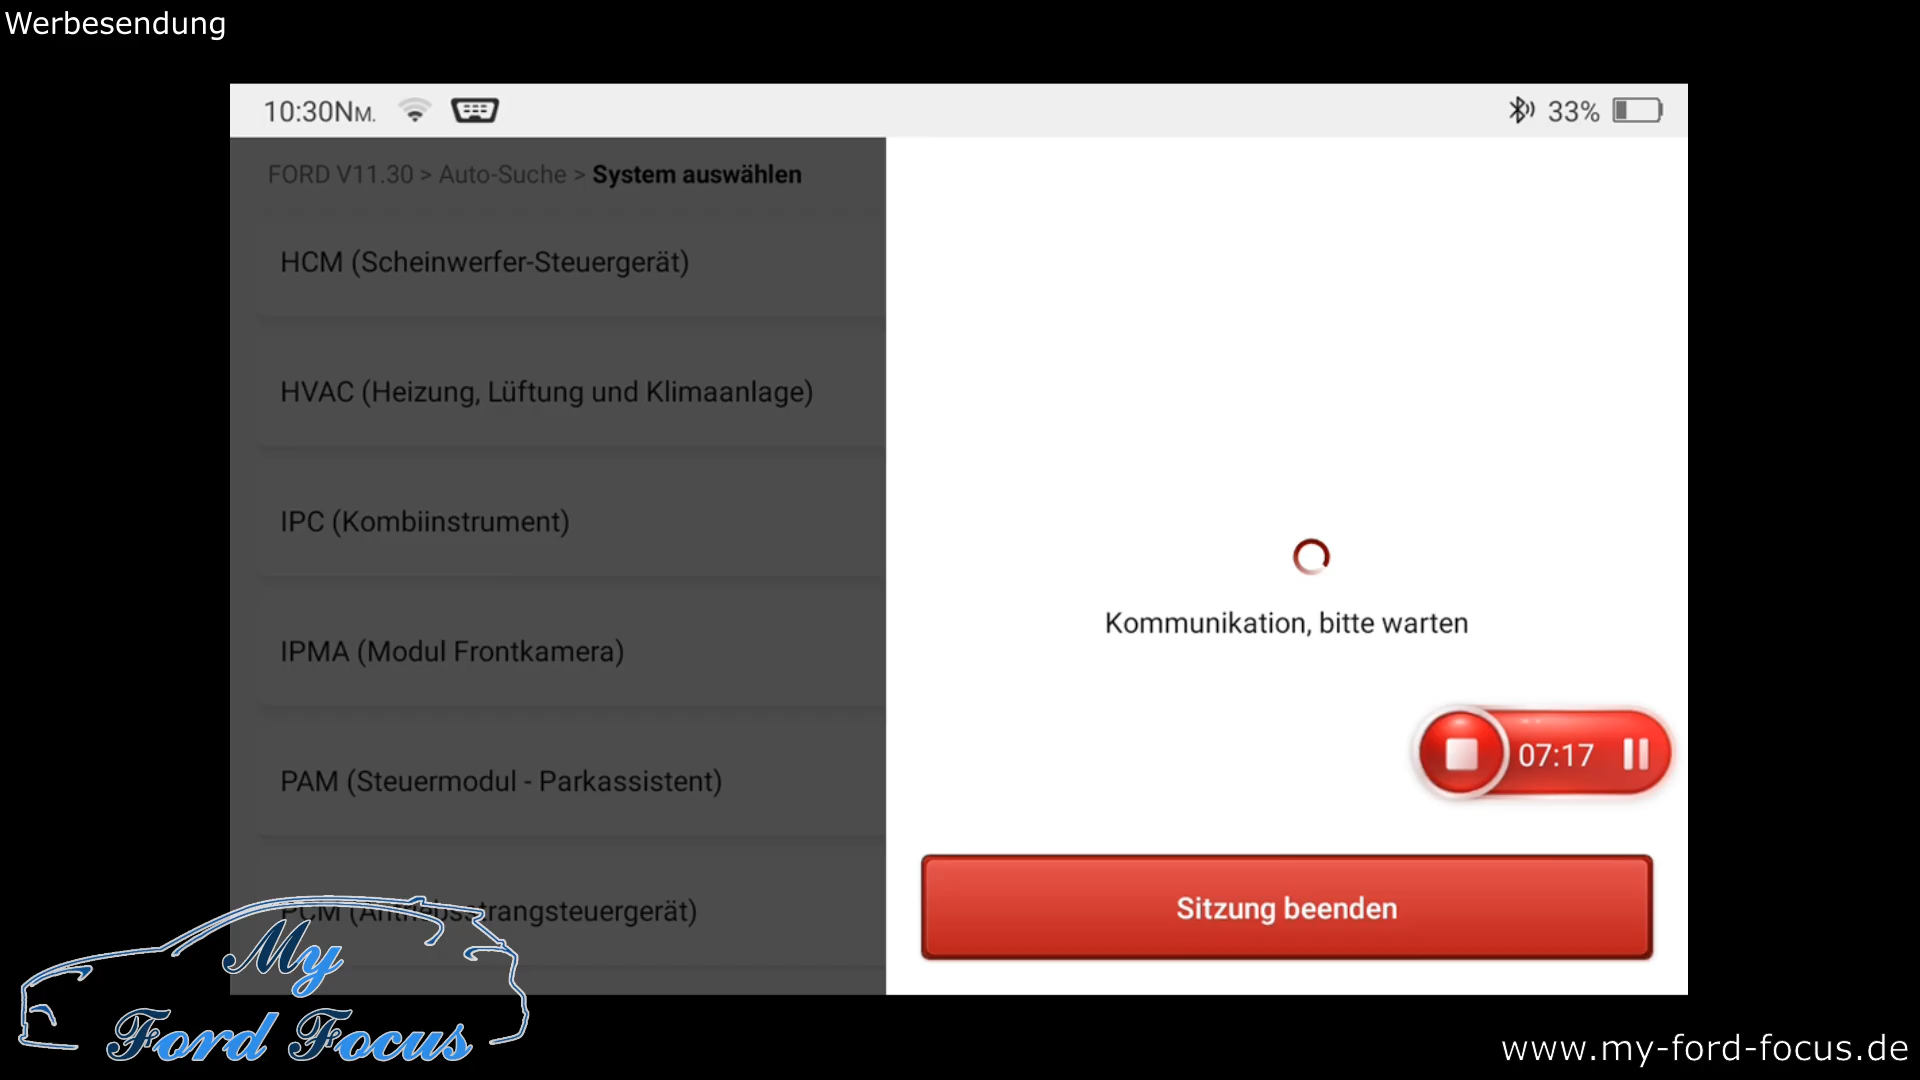 Werbesendung
10:30NM.
33%
FORD V11.30 > Auto-Suche > System auswählen
HCM (Scheinwerfer-Steuergerät)
HVAC (Heizung, Lüftung und Klimaanlage)
IPC (Kombiinstrument)
IPMA (Modul Frontkamera)
PAM (Steuermodul - Parkassistent)
PCM (Antriebsstrangsteuergerät)
Kommunikation, bitte warten
07:17
Sitzung beenden
My
Ford Focus
www.my-ford-focus.de